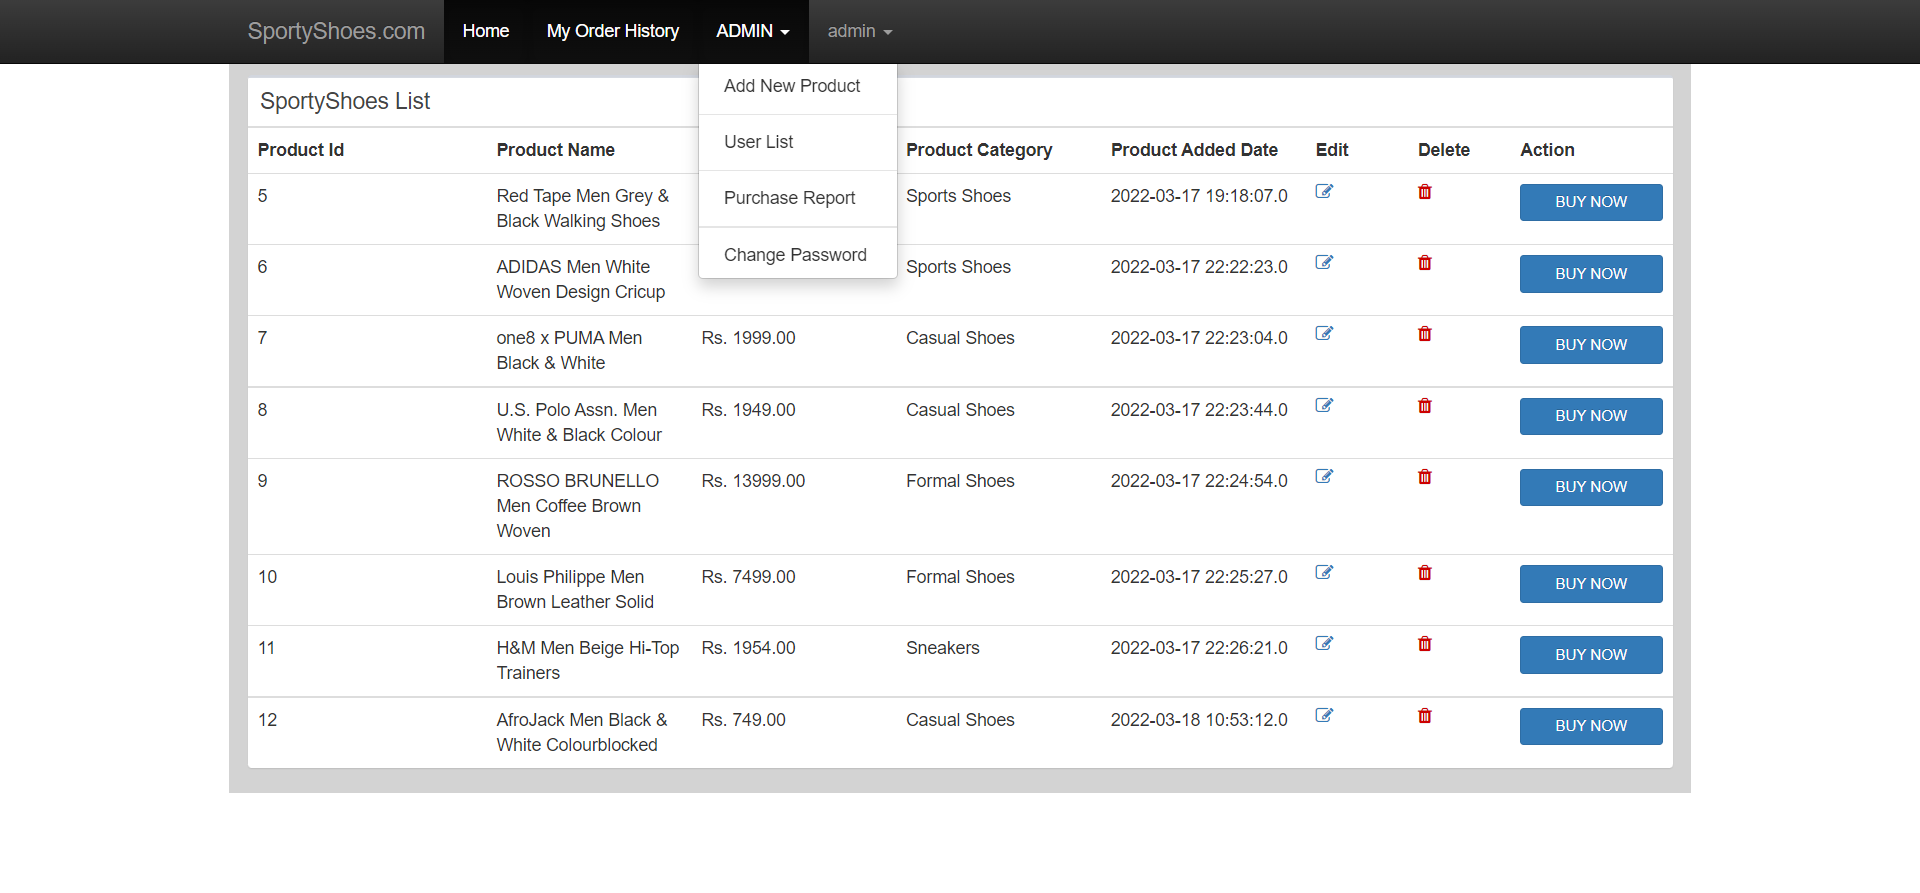 SportyShoes.com Home My Order History ADMIN admin
Add New Product
User List
Purchase Report
Change Password
SportyShoes List
Product Id Product Name Product Category Product Added Date Edit Delete Action
5 Red Tape Men Grey & Sports Shoes 2022-03-17 19:18:07.0 BUY NOW
Black Walking Shoes
6 ADIDAS Men White Sports Shoes 2022-03-17 22:22:23.0 BUY NOW
Woven Design Cricup
7 one8 x PUMA Men Rs. 1999.00 Casual Shoes 2022-03-17 22:23:04.0 BUY NOW
Black & White
8 U.S. Polo Assn. Men Rs. 1949.00 Casual Shoes 2022-03-17 22:23:44.0 BUY NOW
White & Black Colour
9 ROSSO BRUNELLO Rs. 13999.00 Formal Shoes 2022-03-17 22:24:54.0 BUY NOW
Men Coffee Brown
Woven
10 Louis Philippe Men Rs. 7499.00 Formal Shoes 2022-03-17 22:25:27.0 BUY NOW
Brown Leather Solid
11 H&M Men Beige Hi-Top Rs. 1954.00 Sneakers 2022-03-17 22:26:21.0 BUY NOW
Trainers
12 AfroJack Men Black & Rs. 749.00 Casual Shoes 2022-03-18 10:53:12.0 BUY NOW
White Colourblocked